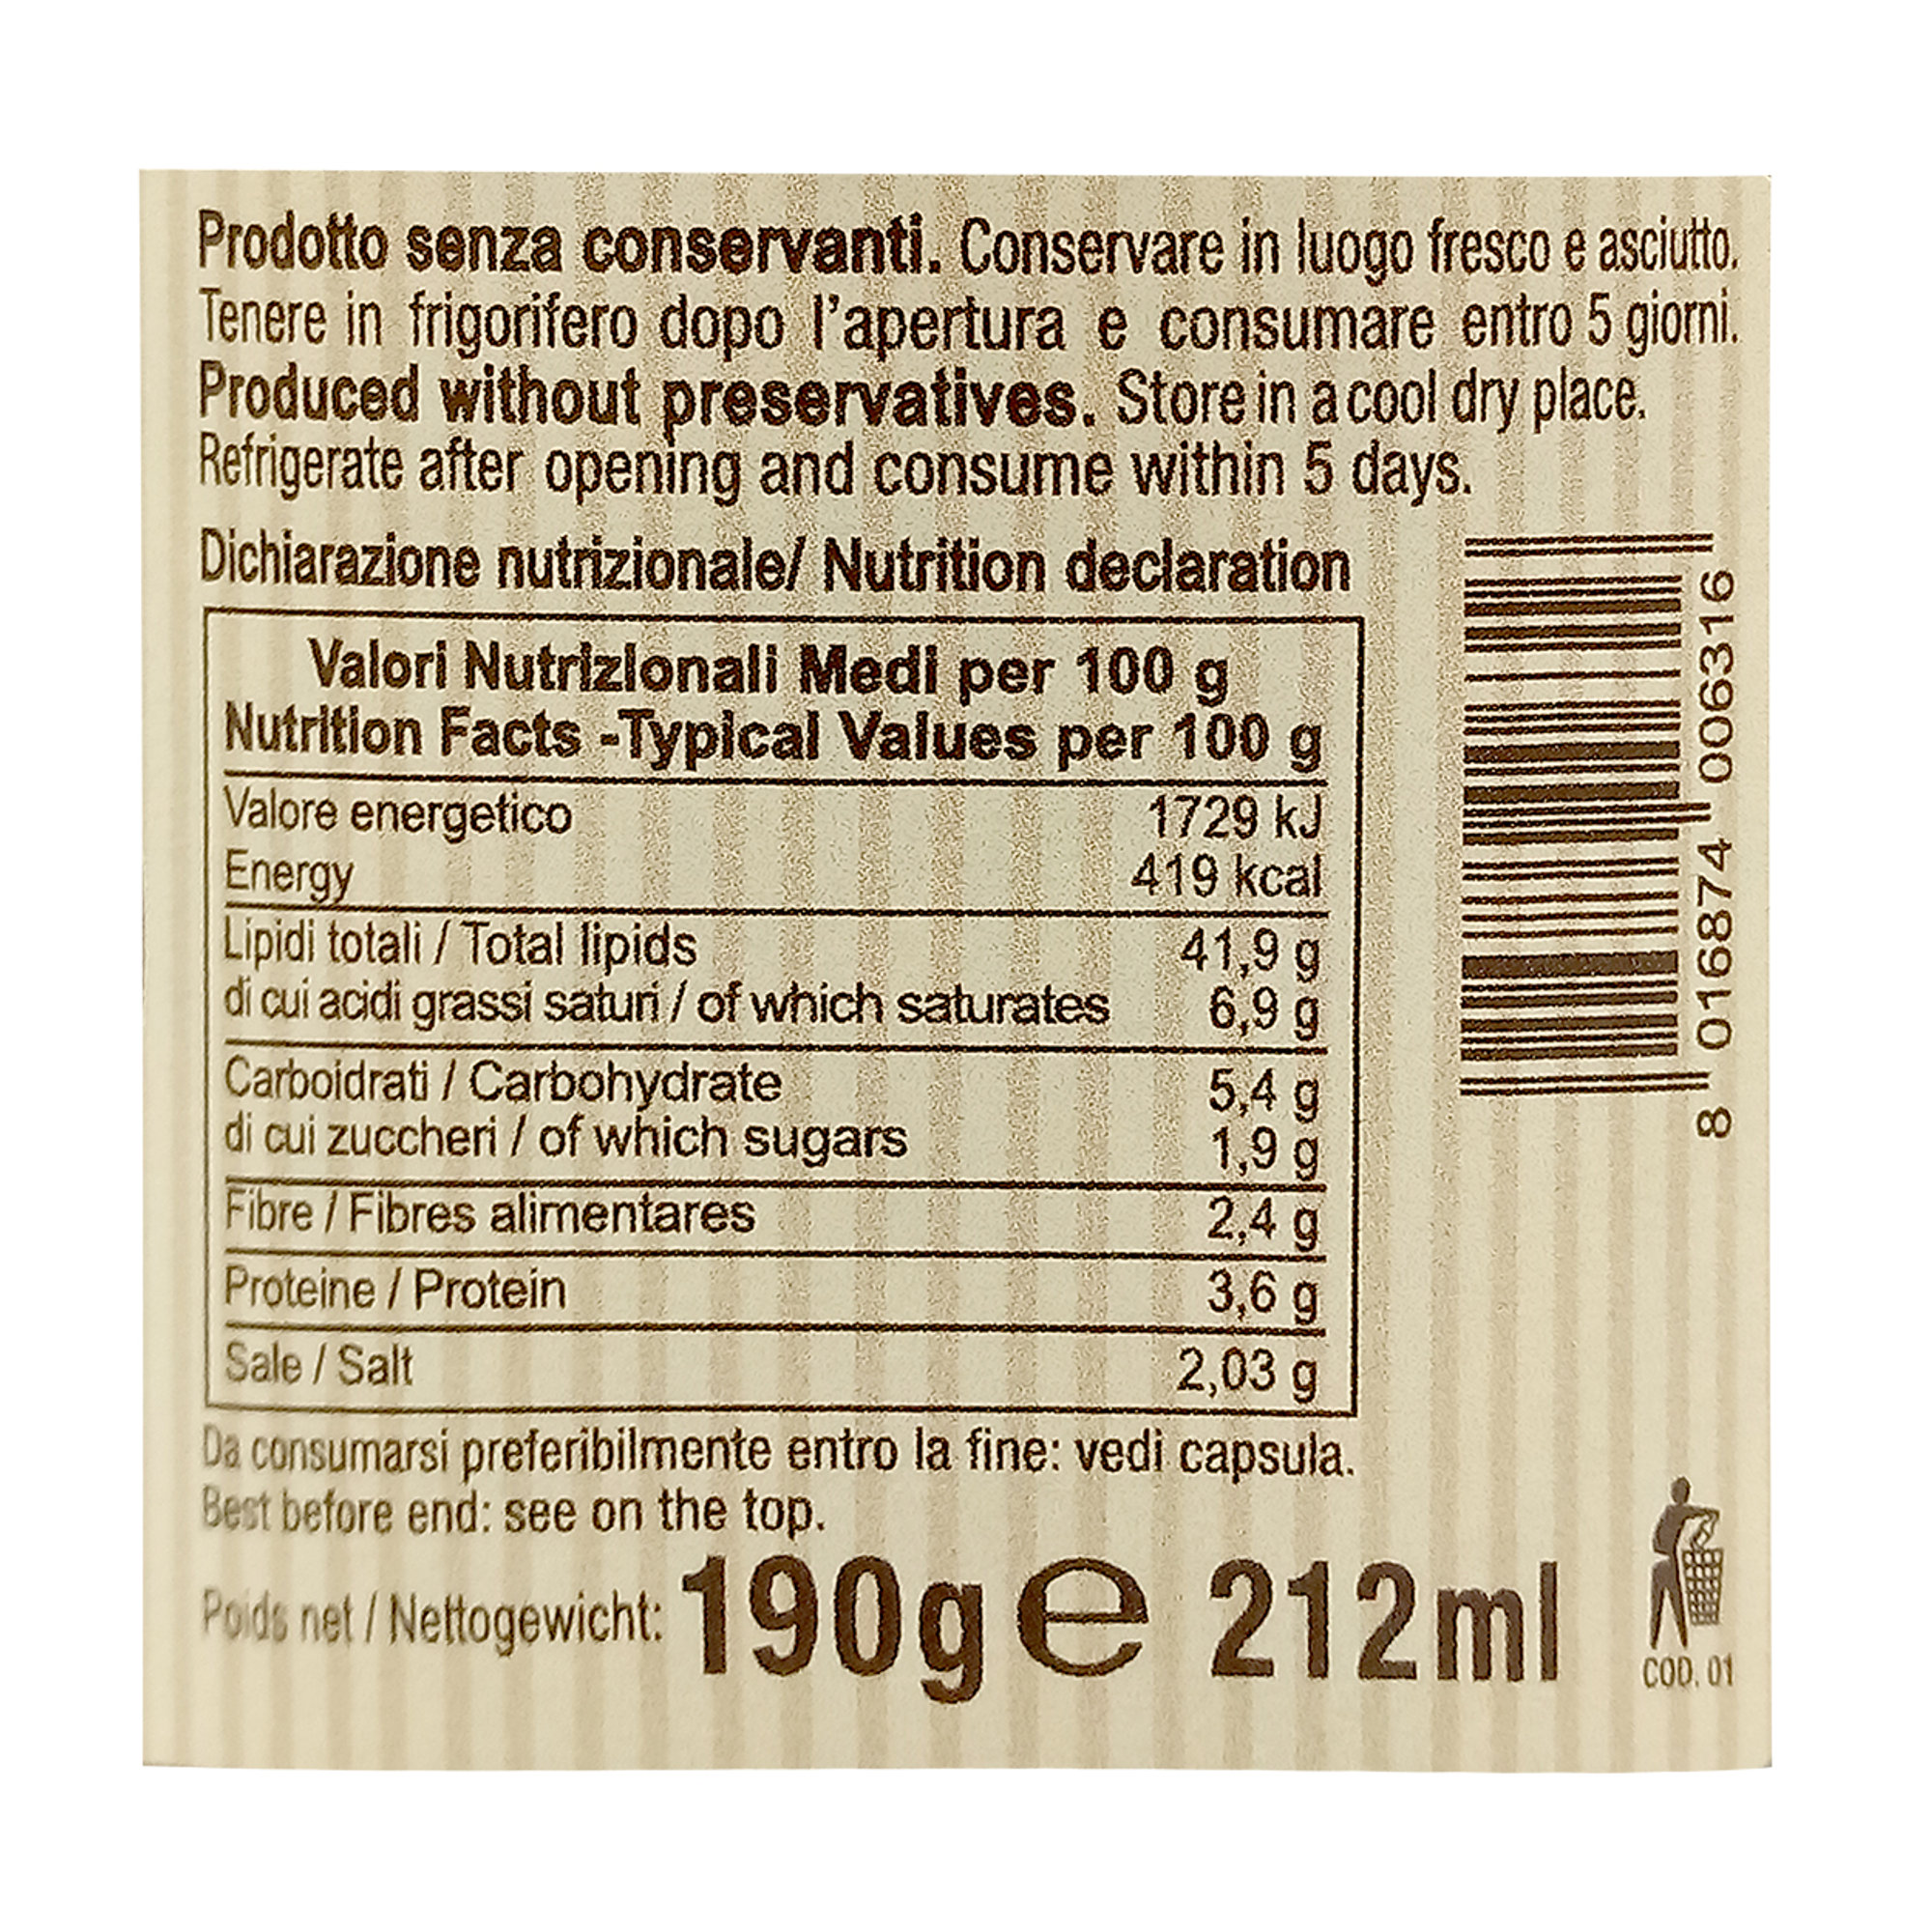 Prodotto senza conservanti. Conservare in luogo fresco e asciutto.
Tenere in frigorifero dopo l'apertura e consumare entro 5 giorni.
Produced without preservatives. Store in a cool dry place.
Refrigerate after opening and consume within 5 days.
Dichiarazione nutrizionale/ Nutrition declaration
Valori Nutrizionali Medi per 100 g
Nutrition Facts -Typical Values per 100 g
Valore energetico 1729 kJ
Energy 419 kcal
Lipidi totali / Total lipids 41,9 g
di cui acidi grassi saturi / of which saturates 6,9 g
Carboidrati / Carbohydrate 5,4 g
di cui zuccheri / of which sugars 1,9 g
Fibre / Fibres alimentares 2,4 g
Proteine / Protein 3,6 g
Sale / Salt 2,03 g
Da consumarsi preferibilmente entro la fine: vedi capsula.
Best before end: see on the top.
Poids net / Nettogewicht: 190g e 212ml
8 016874 006316
COD. 01